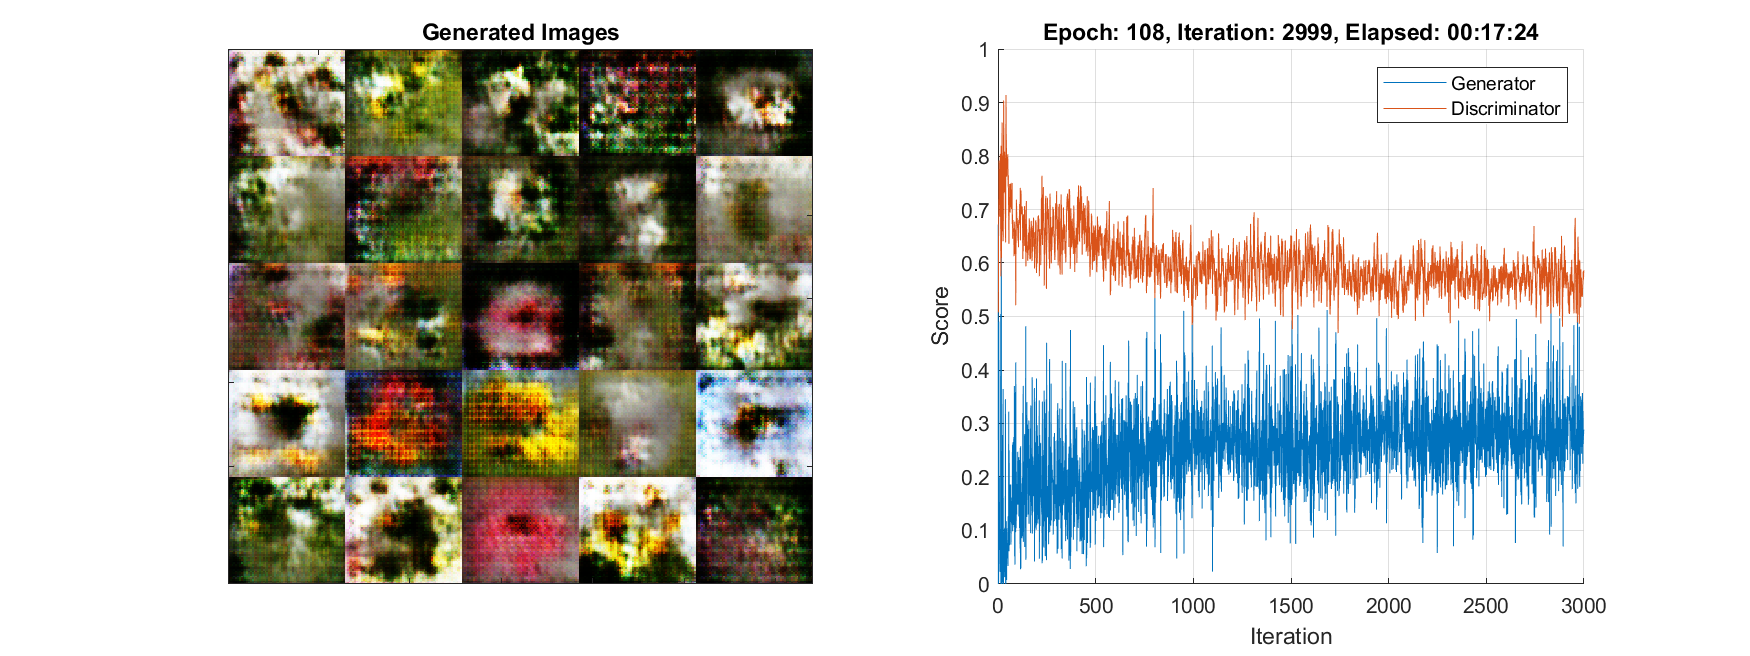 Generated Images
Epoch: 108, Iteration: 2999, Elapsed: 00:17:24
Generator
Discriminator
1
0.9
0.8
0.7
0.6
0.5
0.4
0.3
0.2
0.1
0
Score
0 500 1000 1500 2000 2500 3000
Iteration